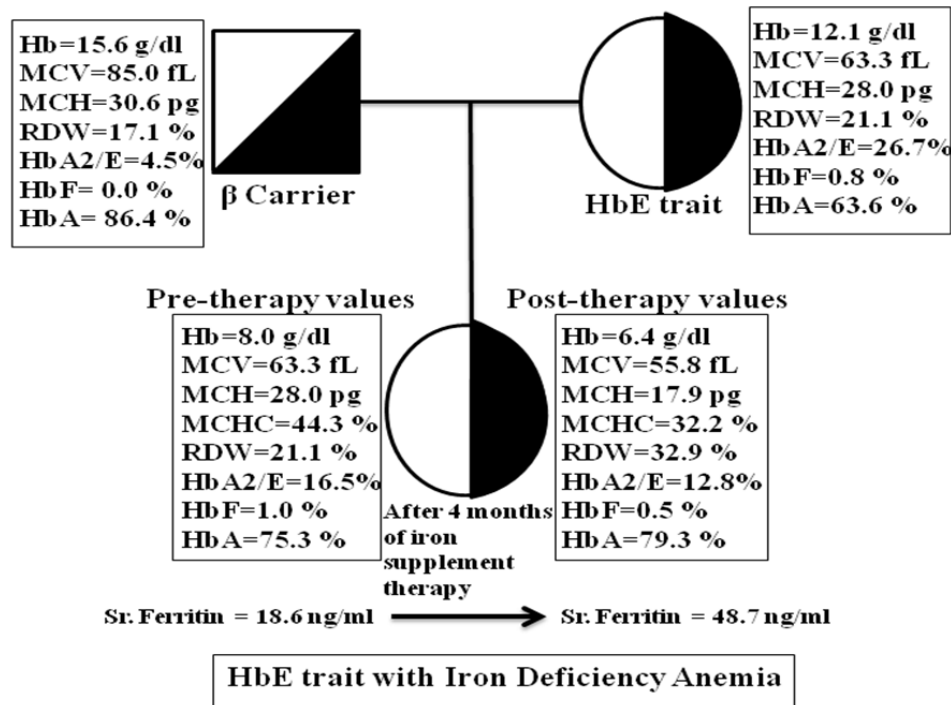 Hb=15.6 g/dl
MCV=85.0 fL
MCH=30.6 pg
RDW=17.1 %
HbA2/E=4.5%
HbF= 0.0 %
HbA= 86.4 %
β Carrier
Hb=12.1 g/dl
MCV=63.3 fL
MCH=28.0 pg
RDW=21.1 %
HbA2/E=26.7%
HbF=0.8 %
HbA=63.6 %
HbE trait
Pre-therapy values
Hb=8.0 g/dl
MCV=63.3 fL
MCH=28.0 pg
MCHC=44.3 %
RDW=21.1 %
HbA2/E=16.5%
HbF=1.0 %
HbA=75.3 %
After 4 months
of iron
supplement
therapy
Post-therapy values
Hb=6.4 g/dl
MCV=55.8 fL
MCH=17.9 pg
MCHC=32.2 %
RDW=32.9 %
HbA2/E=12.8%
HbF=0.5 %
HbA=79.3 %
Sr. Ferritin = 18.6 ng/ml
Sr. Ferritin = 48.7 ng/ml
HbE trait with Iron Deficiency Anemia